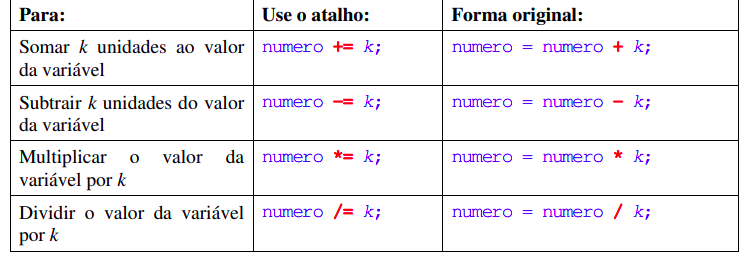 Para: Use o atalho: Forma original:
Somar k unidades ao valor da variável numero += k; numero = numero + k;
Subtrair k unidades do valor da variável numero -= k; numero = numero - k;
Multiplicar o valor da variável por k numero *= k; numero = numero * k;
Dividir o valor da variável por k numero /= k; numero = numero / k;